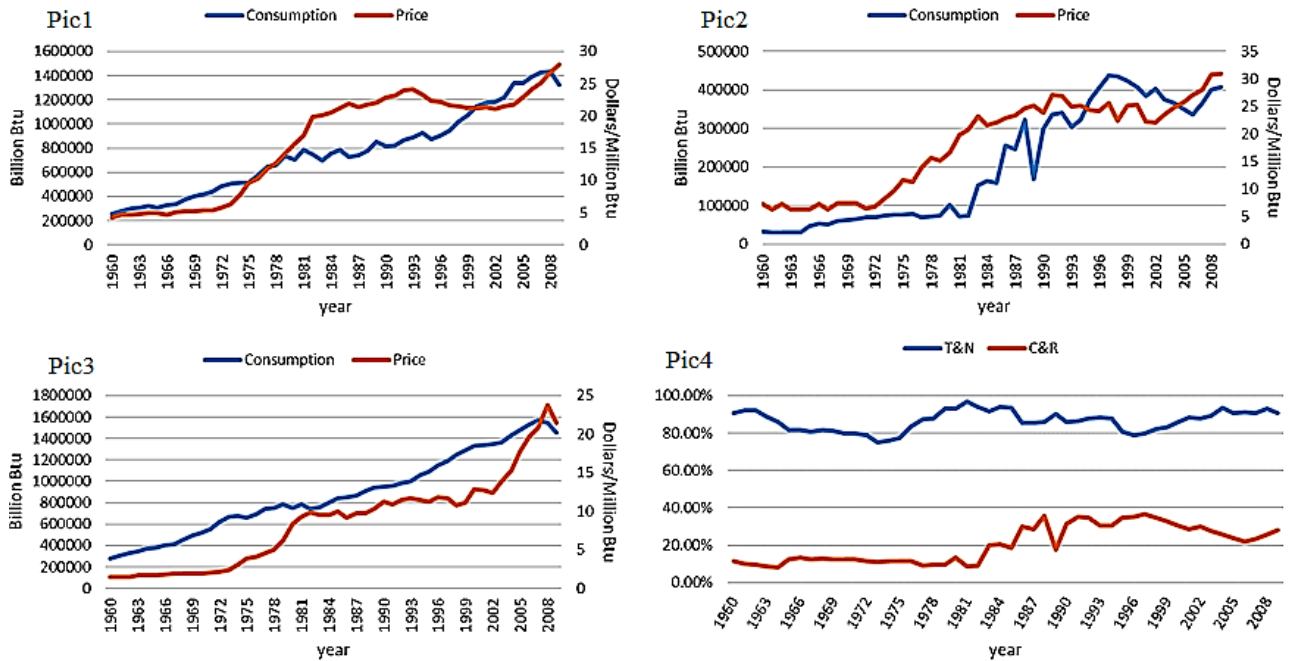 Pic1
Consumption Price
1600000 30
1400000 25
1200000 20
1000000
800000 15
600000 10
400000 5
200000
0 0
Billion Btu
Dollars/Million Btu
1960 1963 1966 1969 1972 1975 1978 1981 1984 1987 1990 1993 1996 1999 2002 2005 2008
year
Pic2
Consumption Price
500000 35
400000 30
300000 25
200000 20
100000 15
0 10
5
0
Billion Btu
Dollars/Million Btu
1960 1963 1966 1969 1972 1975 1978 1981 1984 1987 1990 1993 1996 1999 2002 2005 2008
year
Pic3
Consumption Price
1800000 25
1600000 20
1400000
1200000 15
1000000
800000 10
600000
400000 5
200000
0 0
Billion Btu
Dollars/Million Btu
1960 1963 1966 1969 1972 1975 1978 1981 1984 1987 1990 1993 1996 1999 2002 2005 2008
year
Pic4
T&N C&R
100.00%
80.00%
60.00%
40.00%
20.00%
0.00%
1960 1963 1966 1969 1972 1975 1978 1981 1984 1987 1990 1993 1996 1999 2002 2005 2008
year